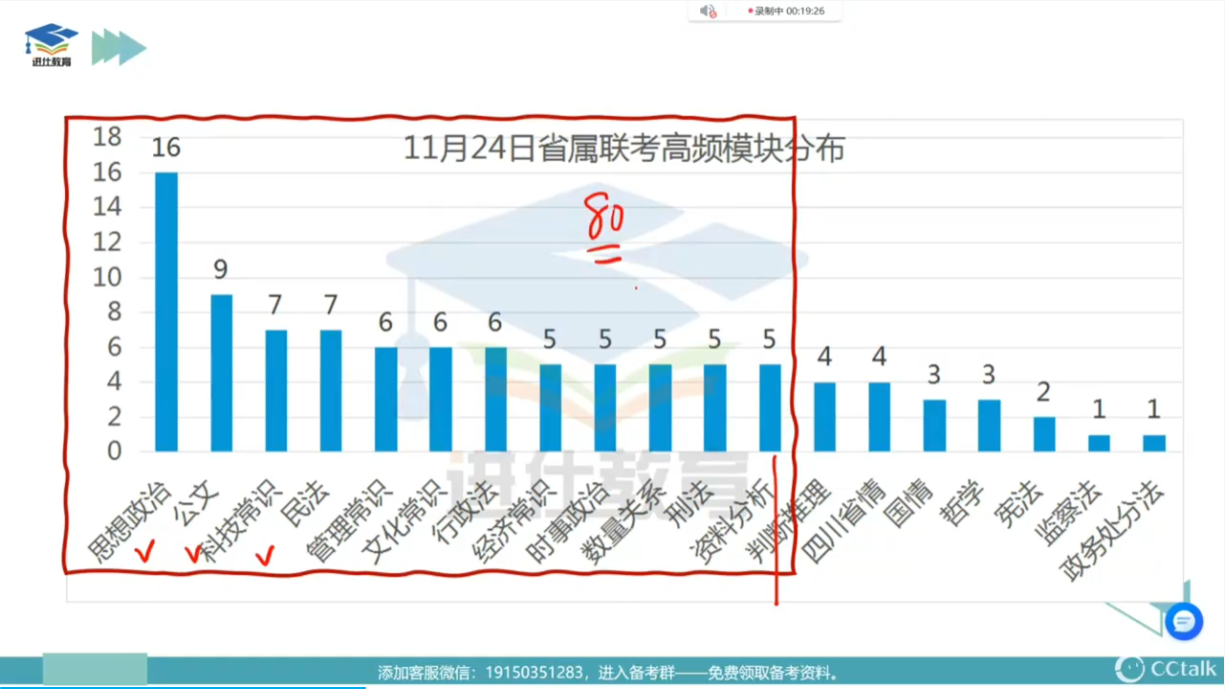 录制中 00:19:26
进仕教育
11月24日省属联考高频模块分布
80
18
16
14
12
10
8
6
4
2
0
16
9
7
7
6
6
6
5
5
5
5
5
4
4
3
3
2
1
1
思想政治
公文
科技常识
民法
管理常识
文化常识
行政法
经济常识
时事政治
数量关系
刑法
资料分析
判断推理
四川省情
国情
哲学
宪法
监察法
政务处分法
进仕教育
添加客服微信：19150351283，进入备考群——免费领取备考资料。
CCtalk